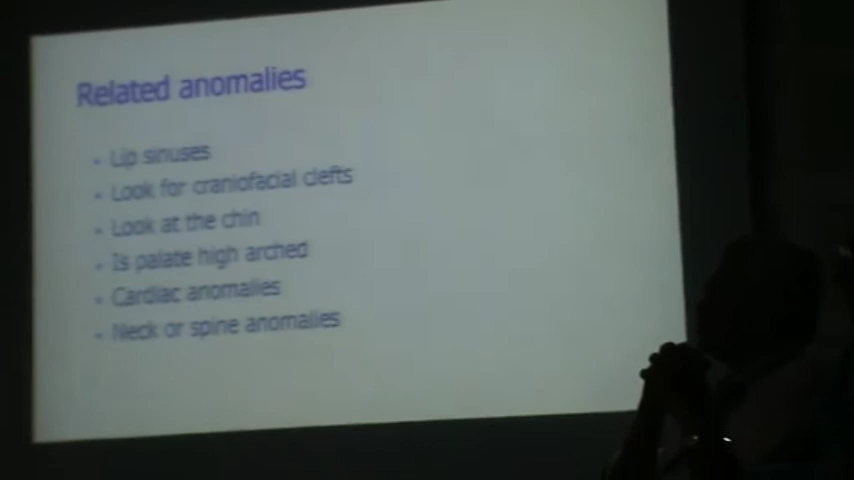 Related anomalies
• Lip sinuses
• Look for craniofacial clefts
• Look at the chin
• Is palate high arched
• Cardiac anomalies
• Neck or spine anomalies